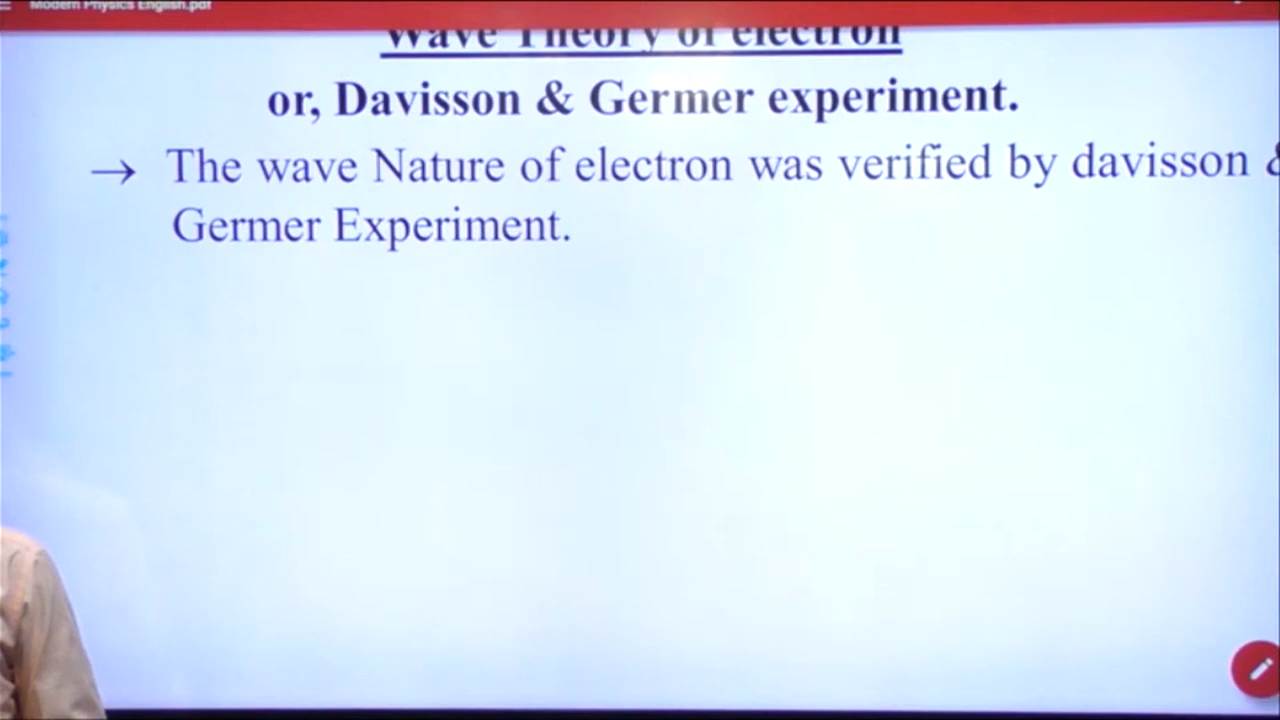 Modern Physics English.pdf
Wave Theory of electron
or, Davisson & Germer experiment.
→ The wave Nature of electron was verified by davisson &
Germer Experiment.